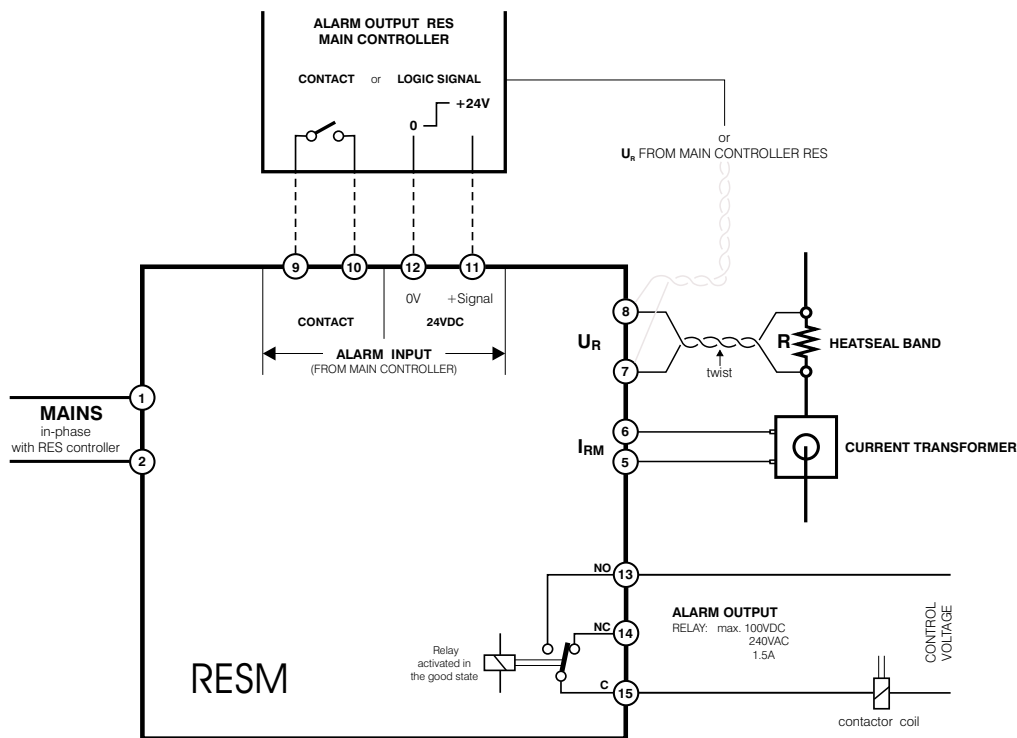 ALARM OUTPUT RES
MAIN CONTROLLER
CONTACT or LOGIC SIGNAL
+24V
0
or
UR FROM MAIN CONTROLLER RES
9 10 12 11
0V +Signal
CONTACT 24VDC
ALARM INPUT
(FROM MAIN CONTROLLER)
8
UR
7
twist
R
HEATSEAL BAND
1
MAINS
in-phase
with RES controller
2
6
IRM
5
CURRENT TRANSFORMER
NO
13
NC
14
C
15
Relay
activated in
the good state
ALARM OUTPUT
RELAY: max. 100VDC
240VAC
1.5A
CONTROL
VOLTAGE
contactor coil
RESM